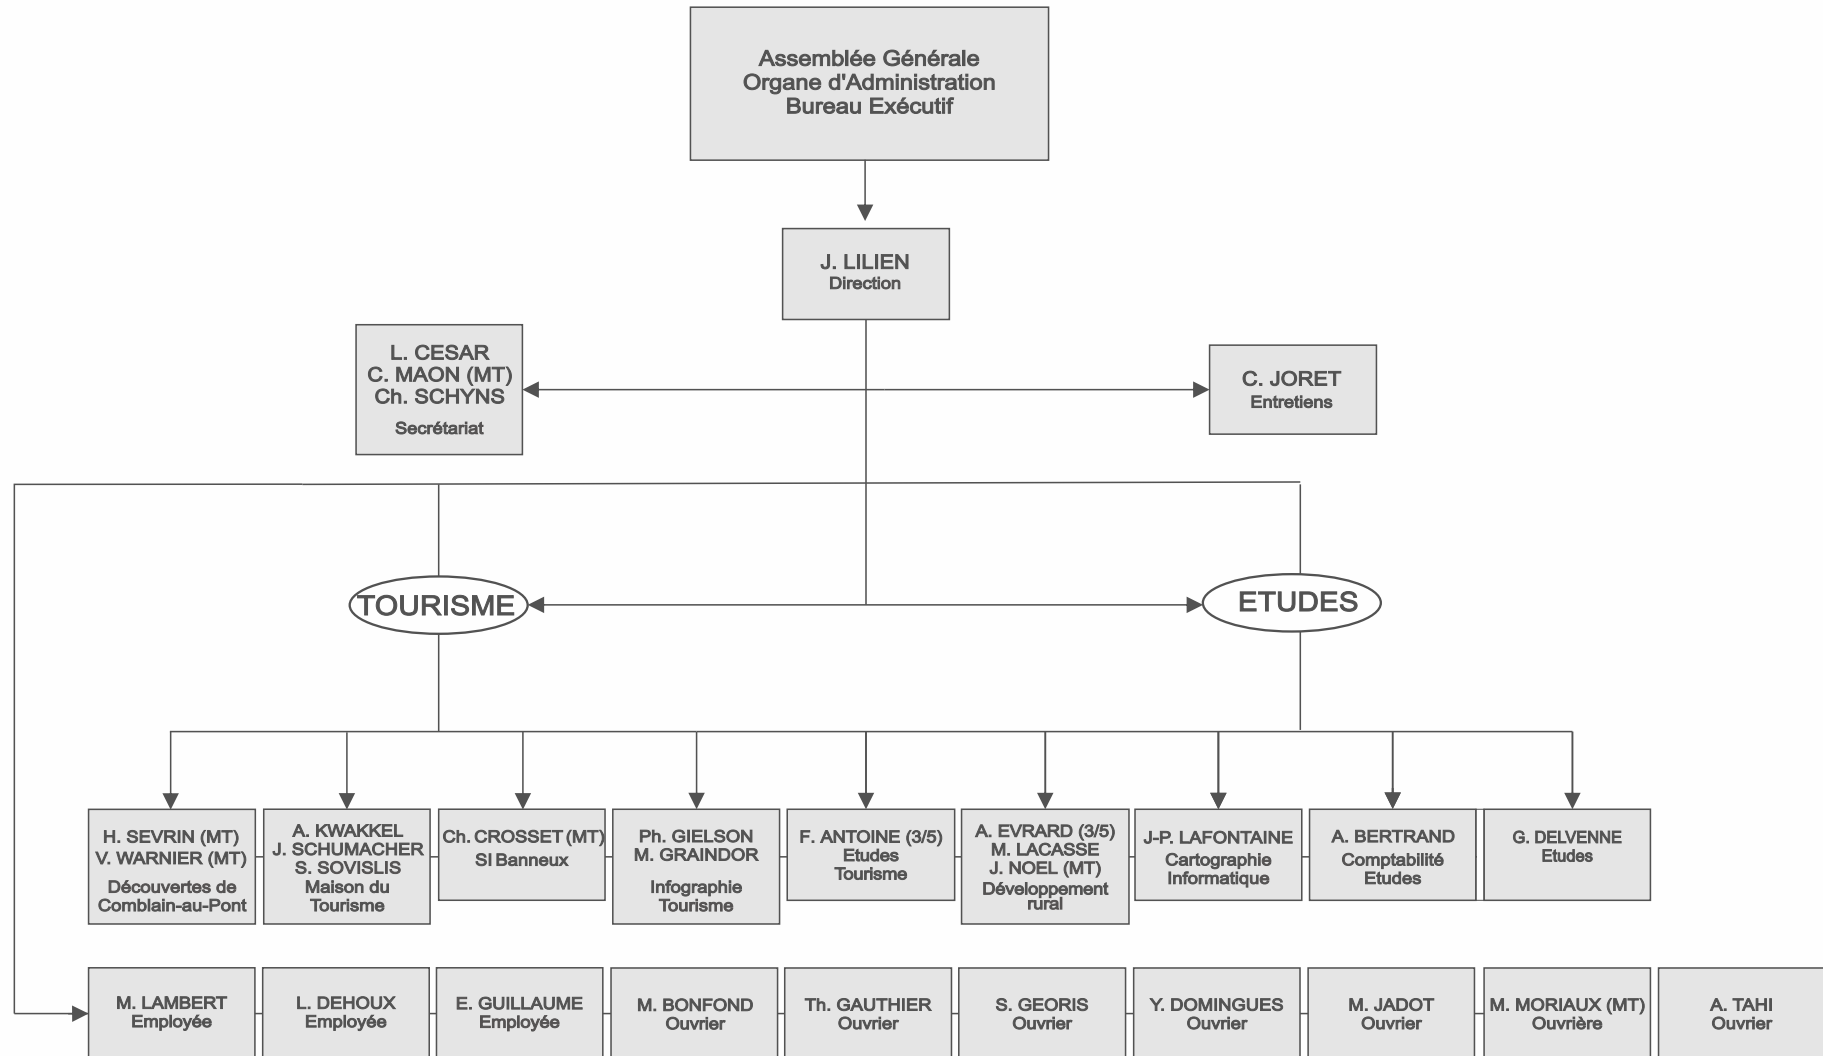 Assemblée Générale
Organe d'Administration
Bureau Exécutif
J. LILIEN
Direction
L. CESAR
C. MAON (MT)
Ch. SCHYNS
Secrétariat
C. JORET
Entretiens
TOURISME
ETUDES
H. SEVRIN (MT)
V. WARNIER (MT)
Découvertes de
Comblain-au-Pont
A. KWAKKEL
J. SCHUMACHER
S. SOVISLIS
Maison du
Tourisme
Ch. CROSSET (MT)
SI Banneux
Ph. GIELSON
M. GRAINDOR
Infographie
Tourisme
F. ANTOINE (3/5)
Etudes
Tourisme
A. EVRARD (3/5)
M. LACASSE
J. NOEL (MT)
Développement
rural
J-P. LAFONTAINE
Cartographie
Informatique
A. BERTRAND
Comptabilité
Etudes
G. DELVENNE
Etudes
M. LAMBERT
Employée
L. DEHOUX
Employée
E. GUILLAUME
Employée
M. BONFOND
Ouvrier
Th. GAUTHIER
Ouvrier
S. GEORIS
Ouvrier
Y. DOMINGUES
Ouvrier
M. JADOT
Ouvrier
M. MORIAUX (MT)
Ouvrière
A. TAHI
Ouvrier